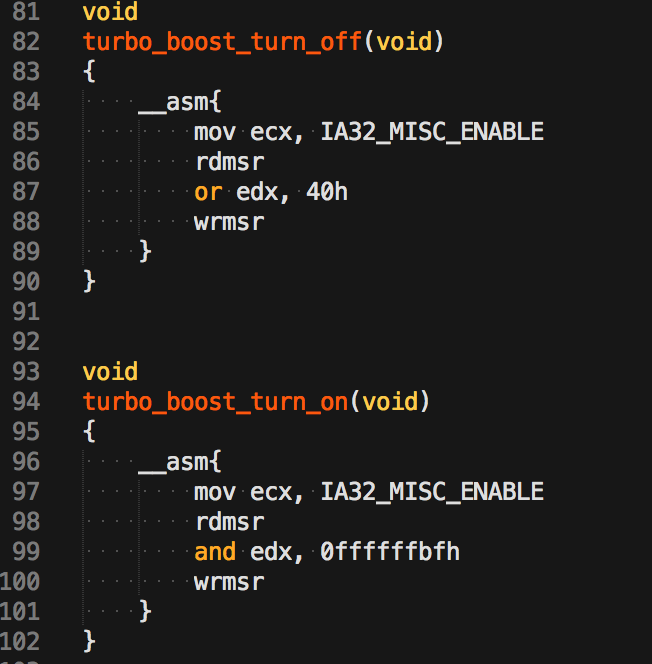 81 void
82 turbo_boost_turn_off(void)
83 {
84     __asm{
85         mov ecx, IA32_MISC_ENABLE
86         rdmsr
87         or edx, 40h
88         wrmsr
89     }
90 }
91
92
93 void
94 turbo_boost_turn_on(void)
95 {
96     __asm{
97         mov ecx, IA32_MISC_ENABLE
98         rdmsr
99         and edx, 0ffffffbfh
100         wrmsr
101     }
102 }